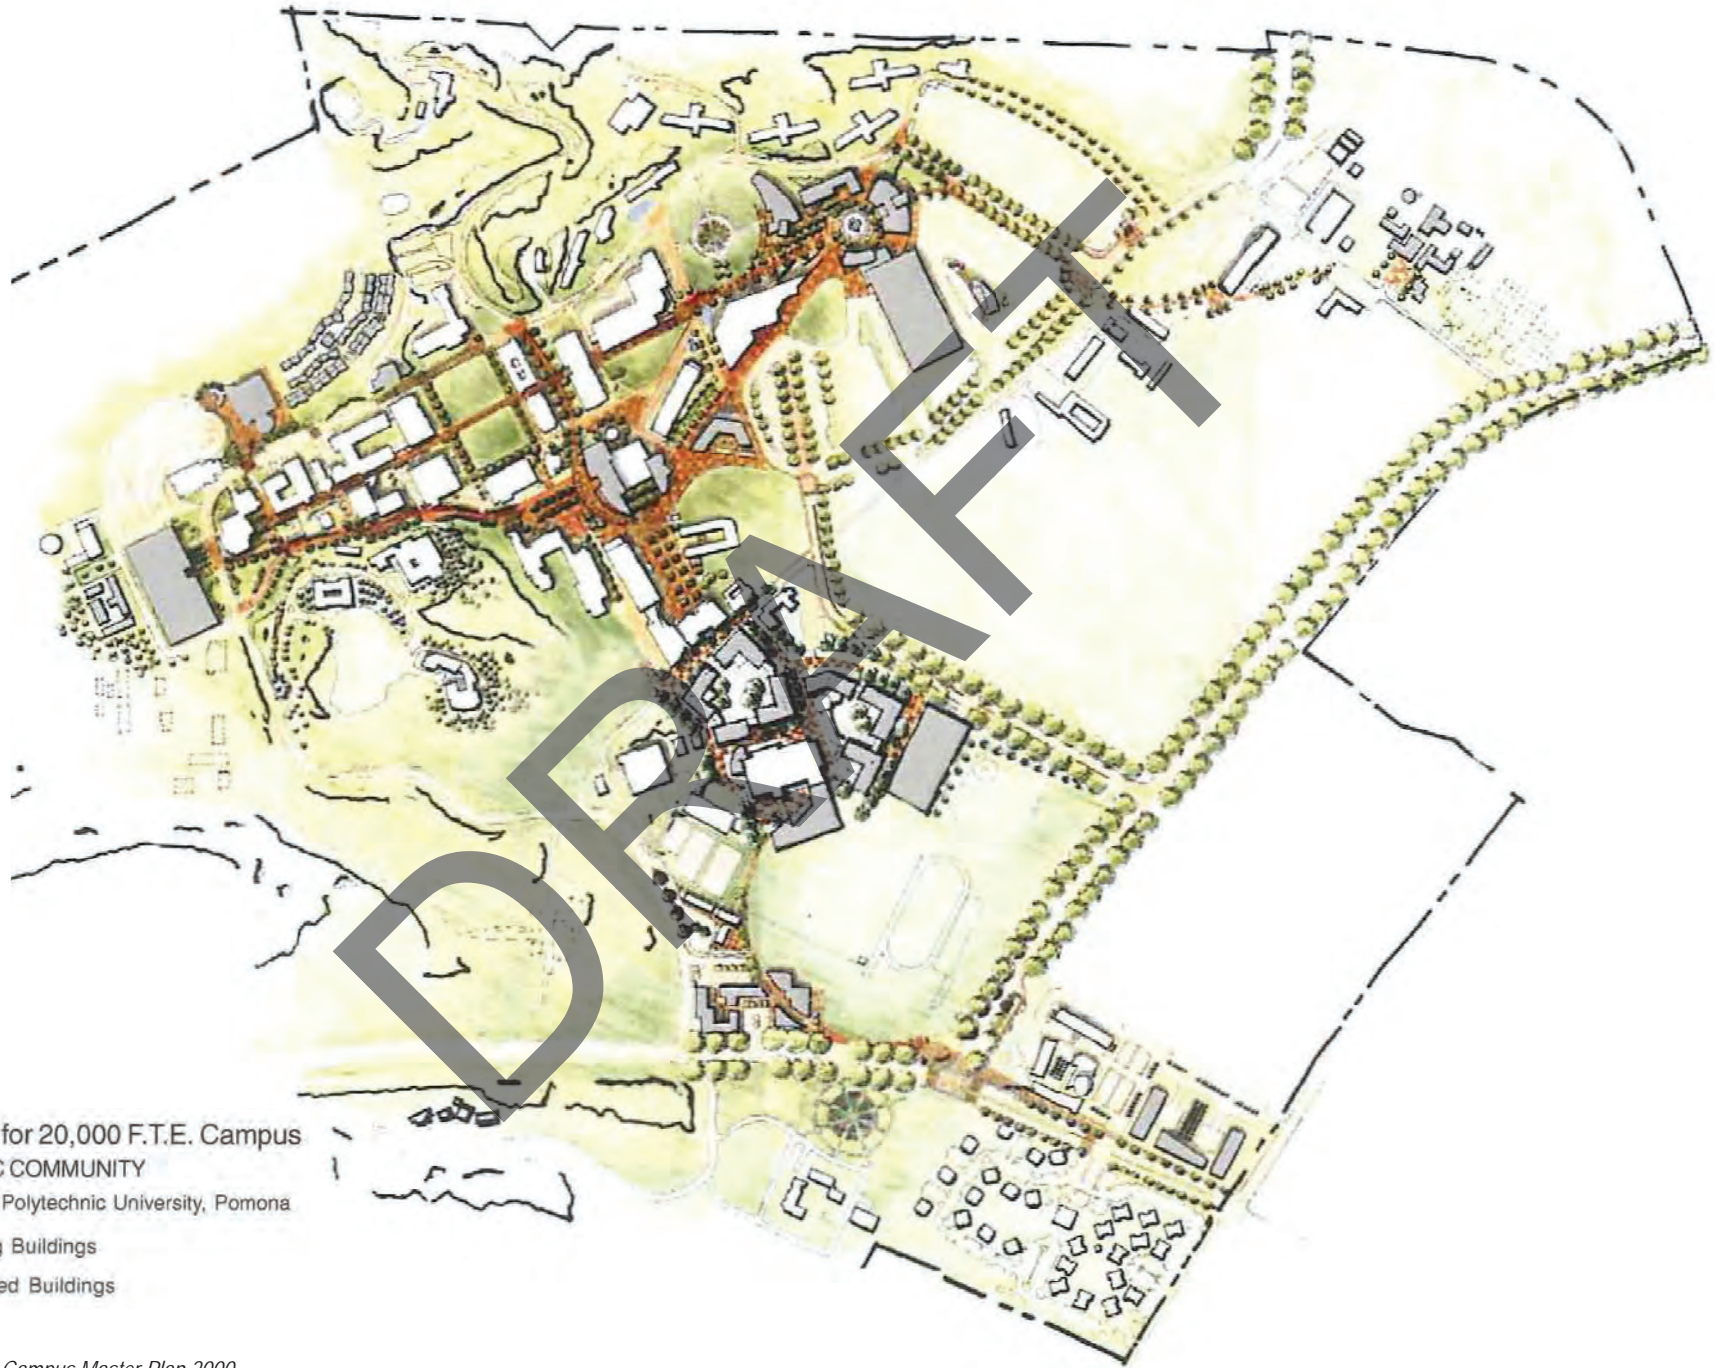 DRAFT
for 20,000 F.T.E. Campus
C COMMUNITY
Polytechnic University, Pomona
g Buildings
ed Buildings
Campus Master Plan 2000